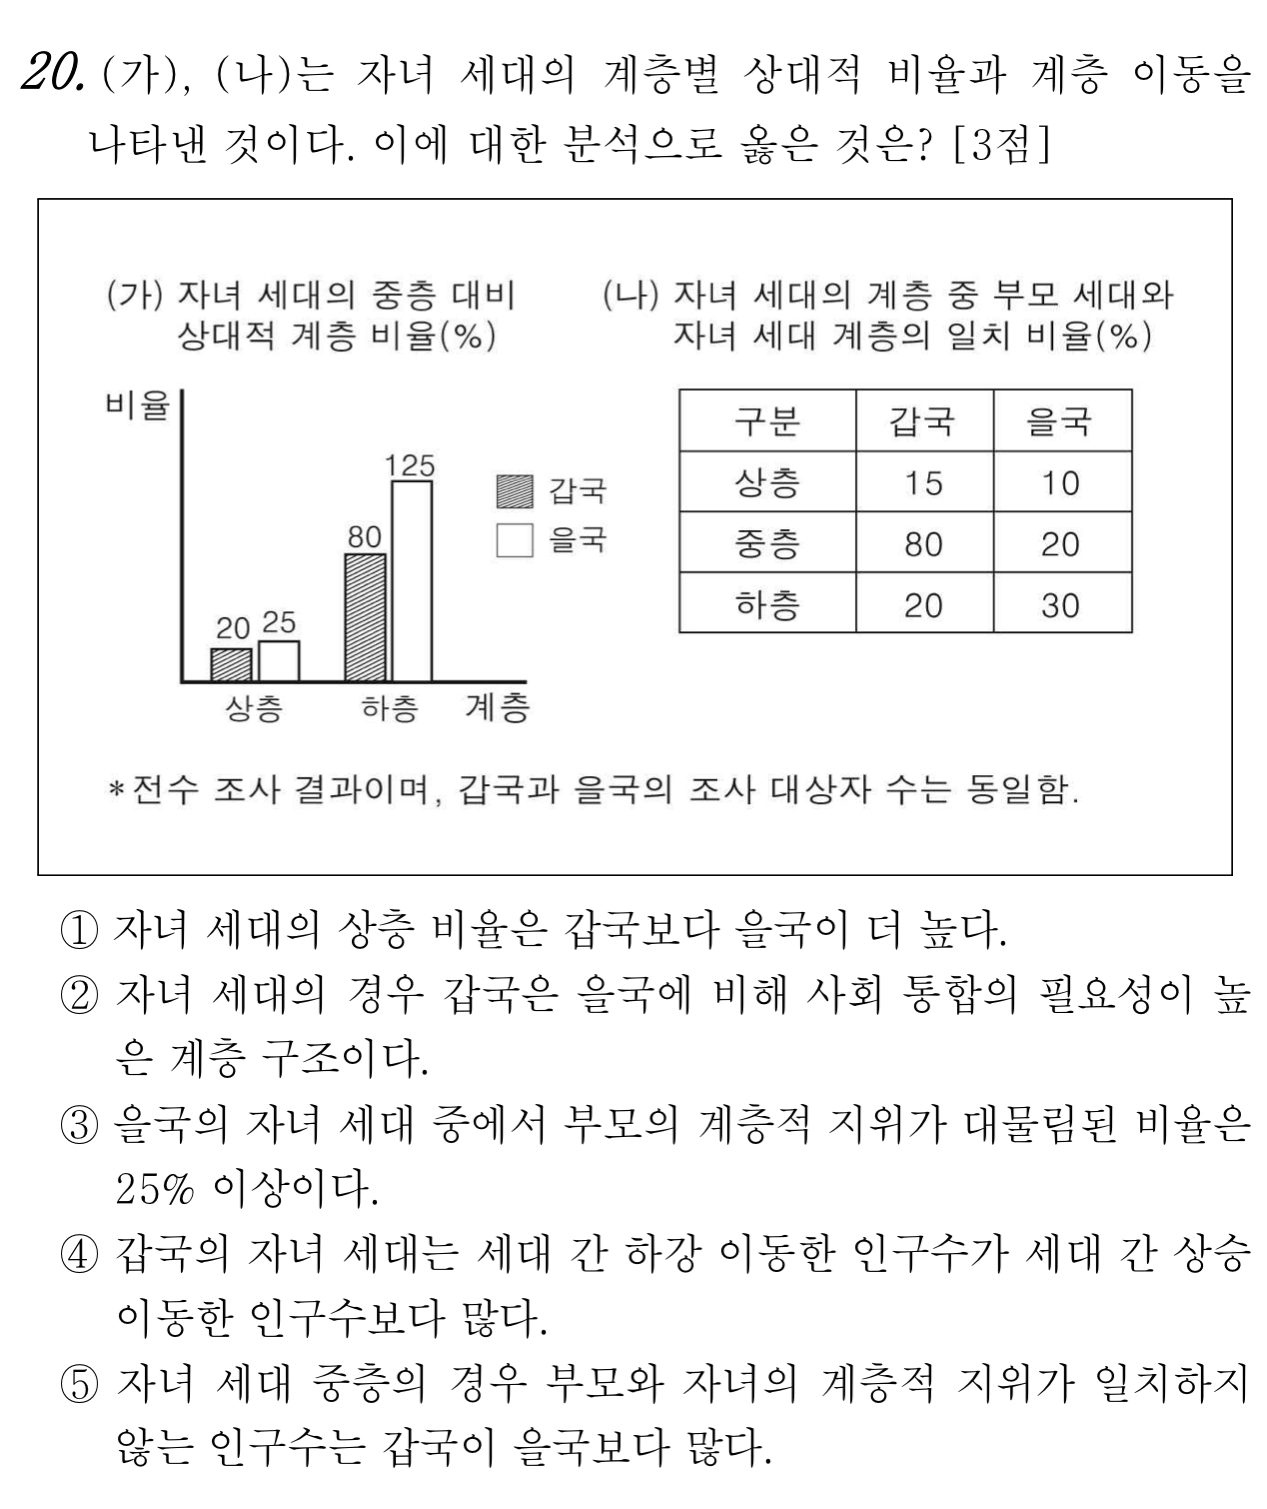 20. (가), (나)는 자녀 세대의 계층별 상대적 비율과 계층 이동을
나타낸 것이다. 이에 대한 분석으로 옳은 것은? [3점]
(가) 자녀 세대의 중층 대비
상대적 계층 비율(%)
비율
125
80
20 25
상층 하층 계층
갑국
을국
(나) 자녀 세대의 계층 중 부모 세대와
자녀 세대 계층의 일치 비율(%)
구분 갑국 을국
상층 15 10
중층 80 20
하층 20 30
*전수 조사 결과이며, 갑국과 을국의 조사 대상자 수는 동일함.
① 자녀 세대의 상층 비율은 갑국보다 을국이 더 높다.
② 자녀 세대의 경우 갑국은 을국에 비해 사회 통합의 필요성이 높
은 계층 구조이다.
③ 을국의 자녀 세대 중에서 부모의 계층적 지위가 대물림된 비율은
25% 이상이다.
④ 갑국의 자녀 세대는 세대 간 하강 이동한 인구수가 세대 간 상승
이동한 인구수보다 많다.
⑤ 자녀 세대 중층의 경우 부모와 자녀의 계층적 지위가 일치하지
않는 인구수는 갑국이 을국보다 많다.